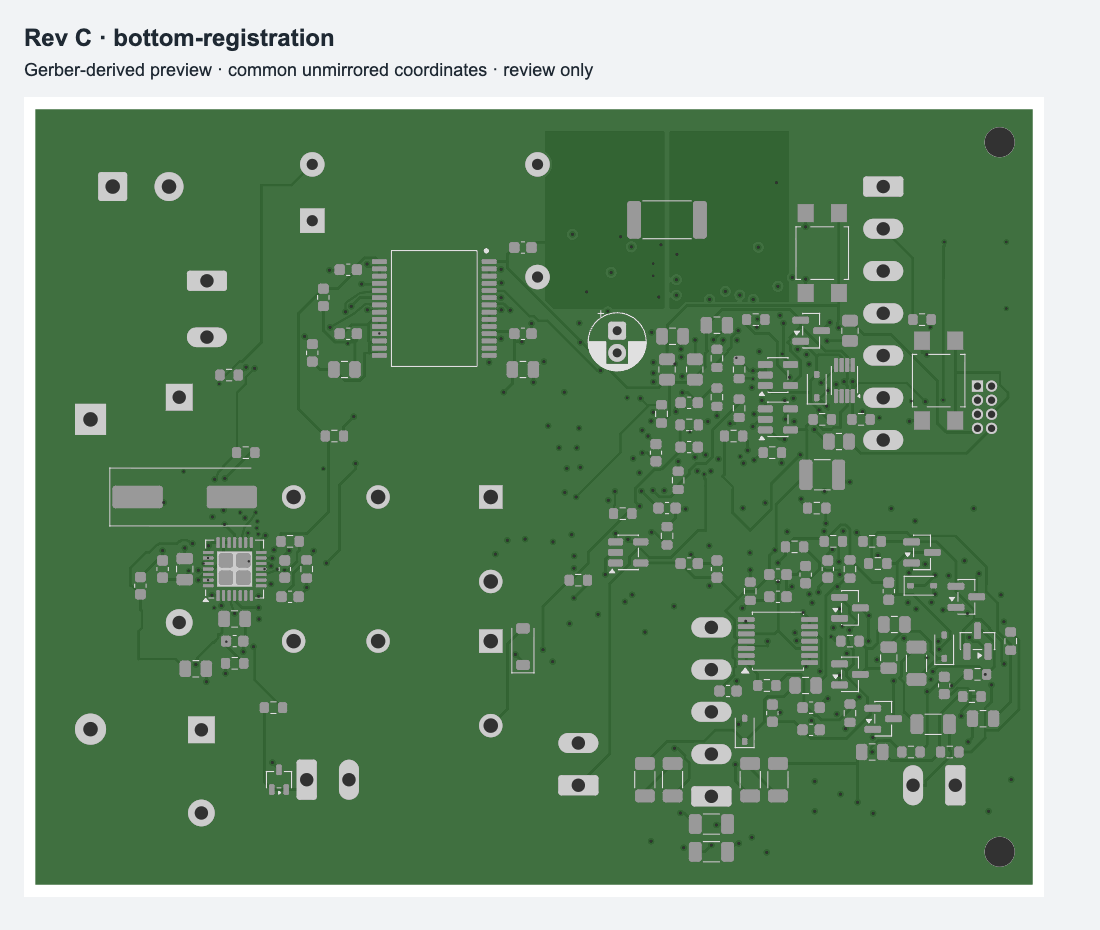 Rev C · bottom-registration
Gerber-derived preview · common unmirrored coordinates · review only
+